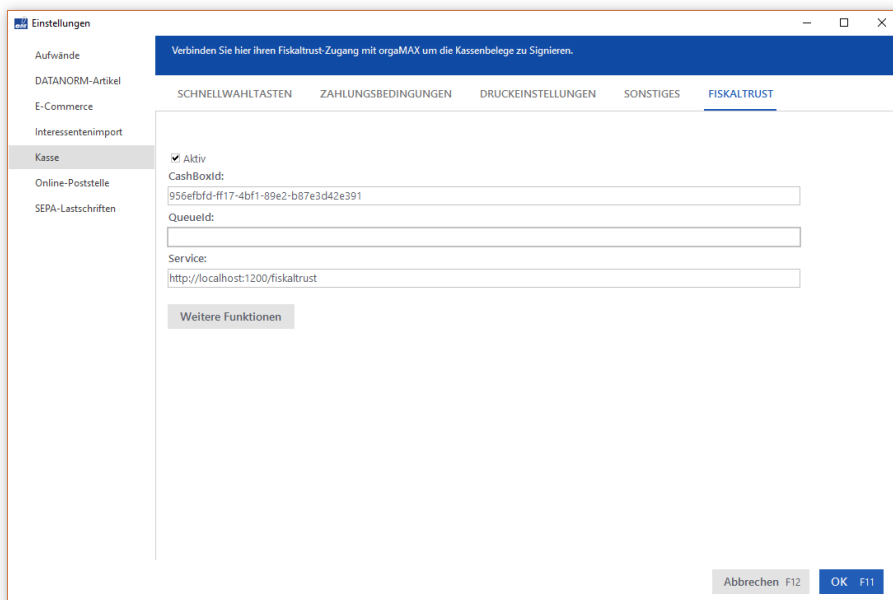 Einstellungen
Aufwände
DATANORM-Artikel
E-Commerce
Interessentenimport
Kasse
Online-Poststelle
SEPA-Lastschriften
Verbinden Sie hier ihren Fiskaltrust-Zugang mit orgaMAX um die Kassenbelege zu Signieren.
SCHNELLWAHLTASTEN ZAHLUNGSBEDINGUNGEN DRUCKEINSTELLUNGEN SONSTIGES FISKALTRUST
Aktiv
CashBoxId:
956efbfd-ff17-4bf1-89e2-b87e3d42e391
QueueId:
Service:
http://localhost:1200/fiskaltrust
Weitere Funktionen
Abbrechen F12 OK F11